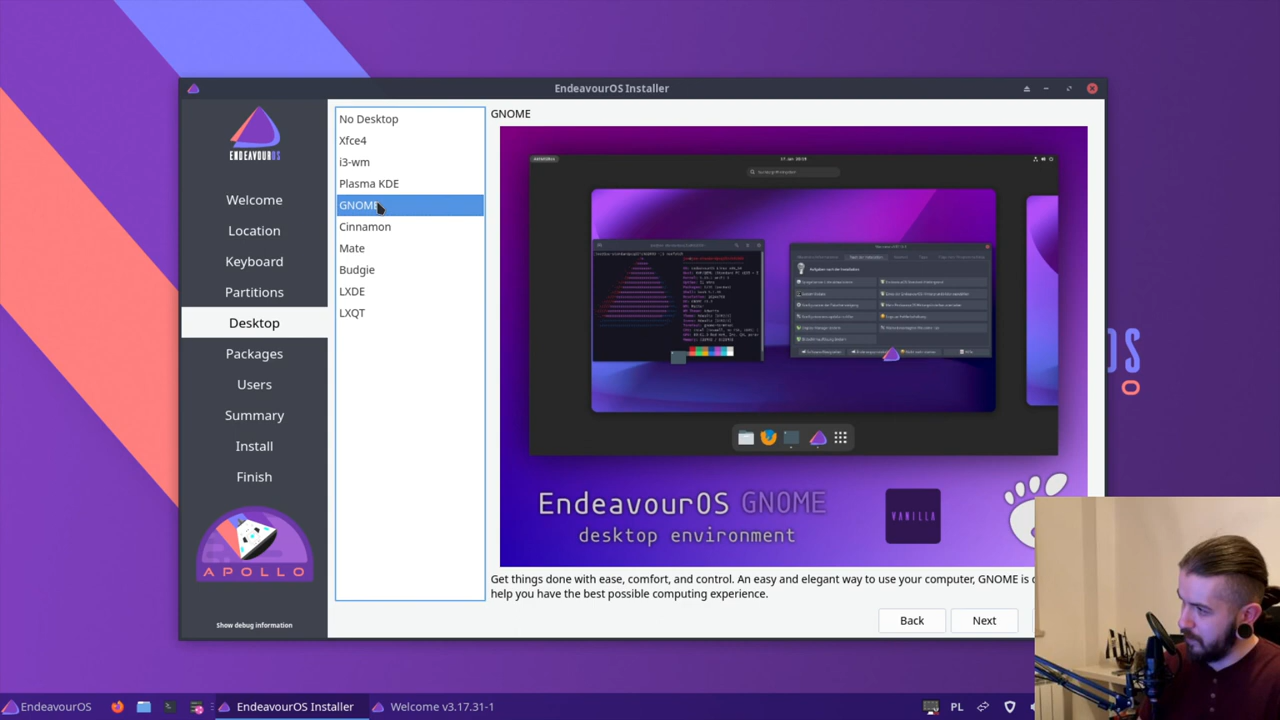 EndeavourOS Installer
ENDEAVOUROS
Welcome
Location
Keyboard
Partitions
Desktop
Packages
Users
Summary
Install
Finish
APOLLO
Show debug information
No Desktop
Xfce4
i3-wm
Plasma KDE
GNOME
Cinnamon
Mate
Budgie
LXDE
LXQT
GNOME
EndeavourOS GNOME
desktop environment
VANILLA
Get things done with ease, comfort, and control. An easy and elegant way to use your computer, GNOME is
help you have the best possible computing experience.
Back
Next
OS
EndeavourOS
EndeavourOS Installer
Welcome v3.17.31-1
PL